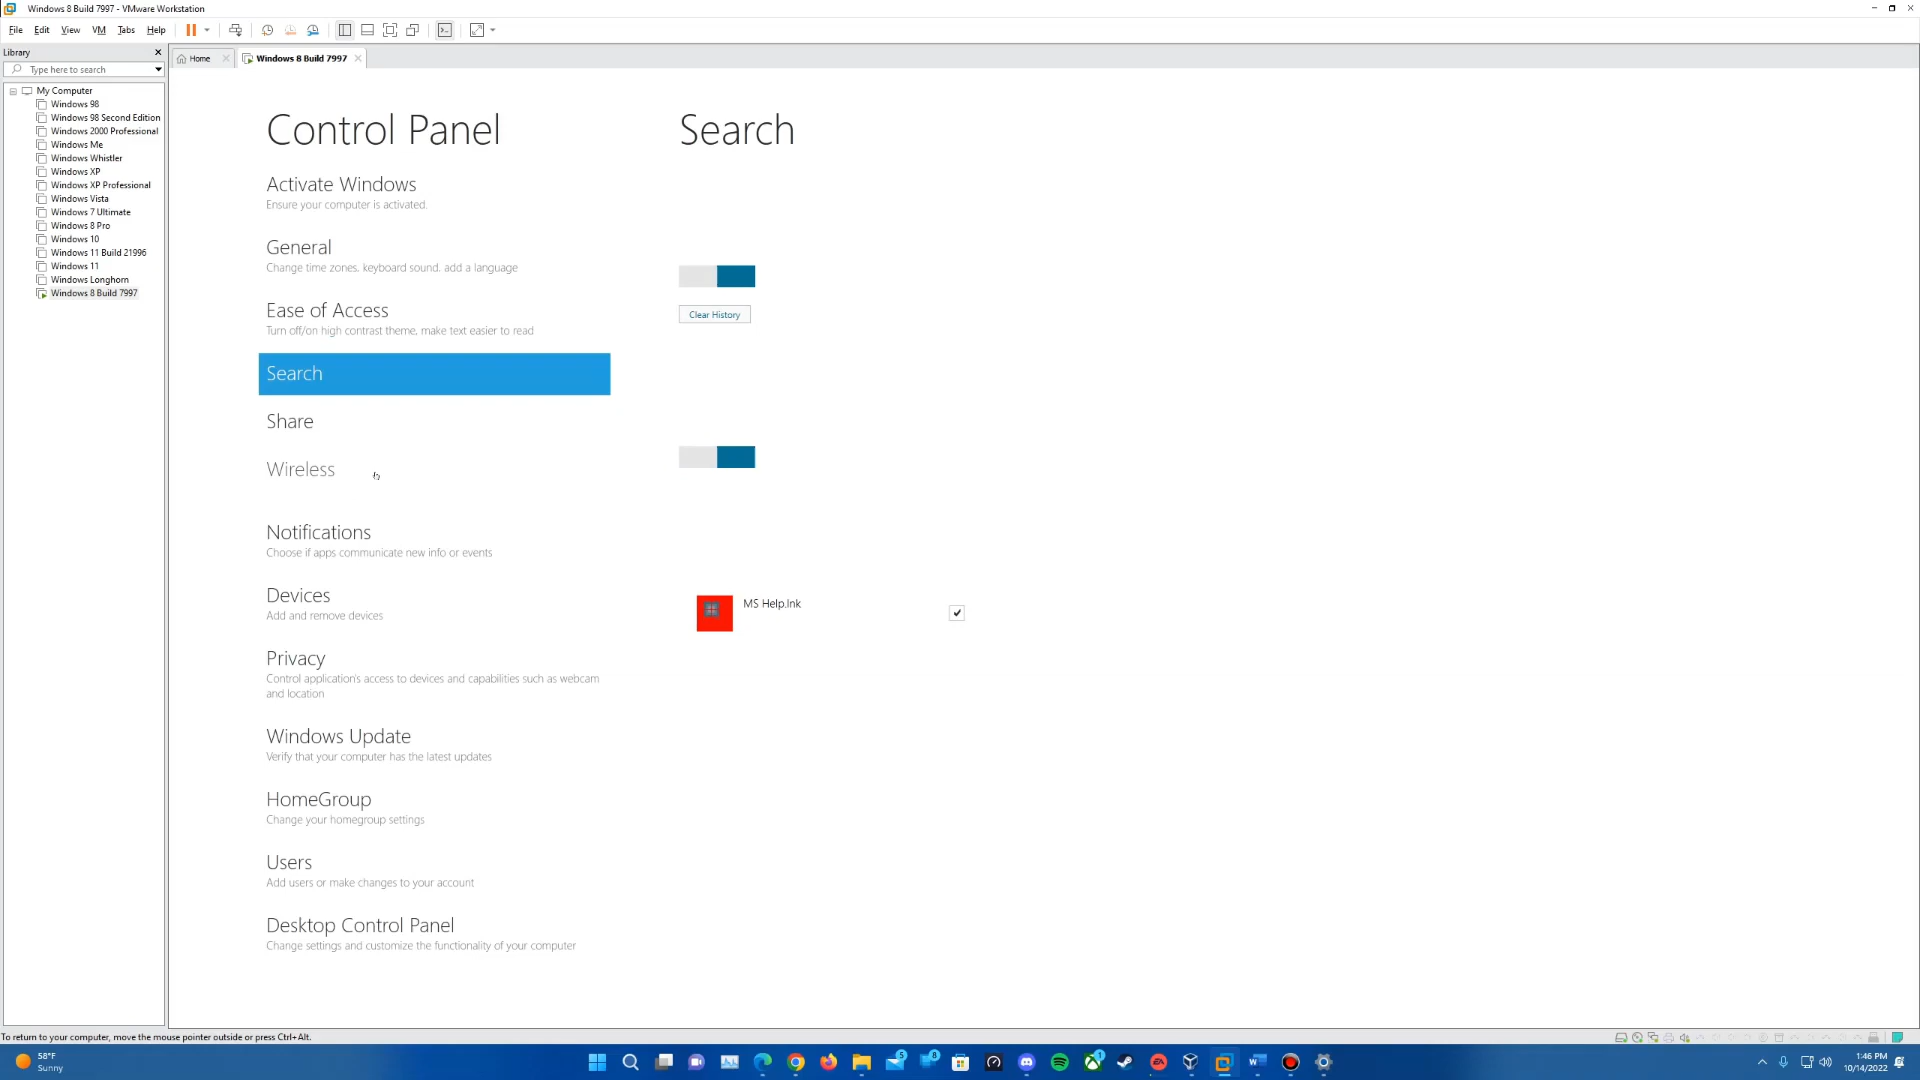 Windows 8 Build 7997 - VMware Workstation
File Edit View VM Tabs Help
Library
Type here to search
Home
Windows 8 Build 7997
My Computer
Windows 98
Windows 98 Second Edition
Windows 2000 Professional
Windows Me
Windows Whistler
Windows XP
Windows XP Professional
Windows Vista
Windows 7 Ultimate
Windows 8 Pro
Windows 10
Windows 11 Build 21996
Windows 11
Windows Longhorn
Windows 8 Build 7997
Control Panel
Activate Windows
Ensure your computer is activated.
General
Change time zones, keyboard sound, add a language
Ease of Access
Turn off/on high contrast theme, make text easier to read
Search
Share
Wireless
Notifications
Choose if apps communicate new info or events
Devices
Add and remove devices
Privacy
Control application's access to devices and capabilities such as webcam
and location
Windows Update
Verify that your computer has the latest updates
HomeGroup
Change your homegroup settings
Users
Add users or make changes to your account
Desktop Control Panel
Change settings and customize the functionality of your computer
Search
Clear History
MS Help.lnk
To return to your computer, move the mouse pointer outside or press Ctrl+Alt.
58°F
Sunny
5
8
1
1:46 PM
10/14/2022